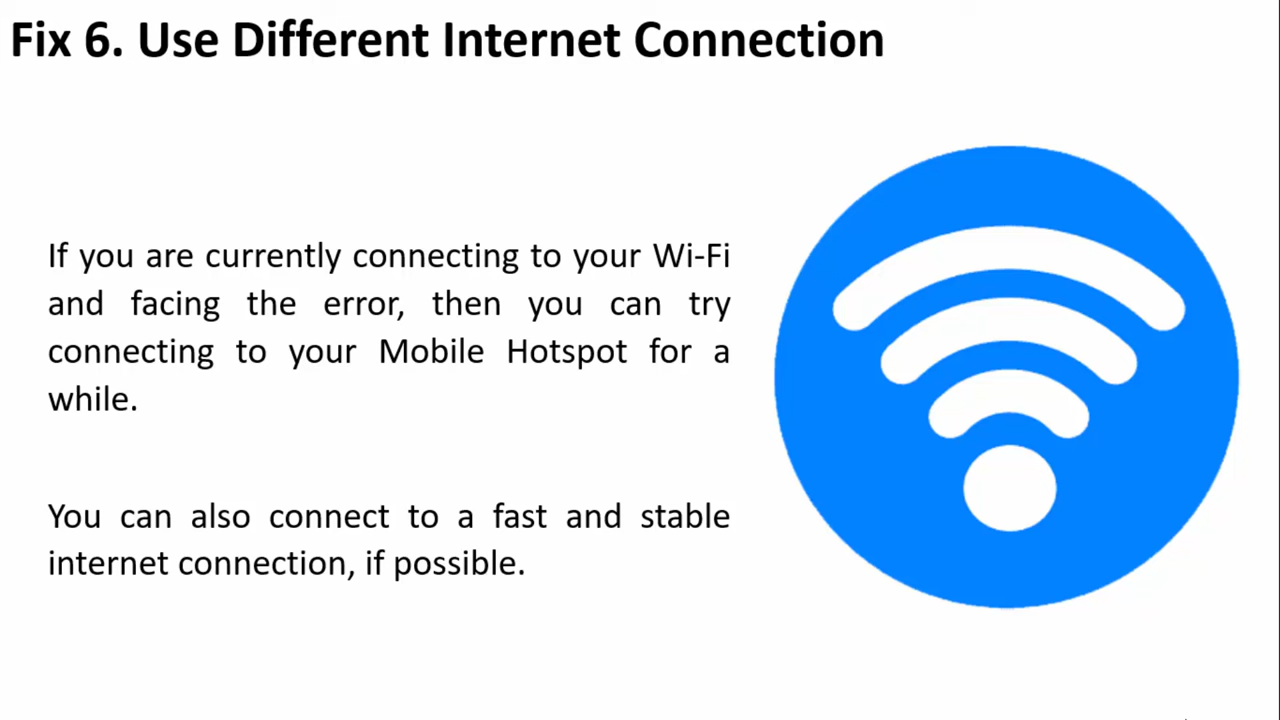 Fix 6. Use Different Internet Connection
If you are currently connecting to your Wi-Fi
and facing the error, then you can try
connecting to your Mobile Hotspot for a
while.
You can also connect to a fast and stable
internet connection, if possible.